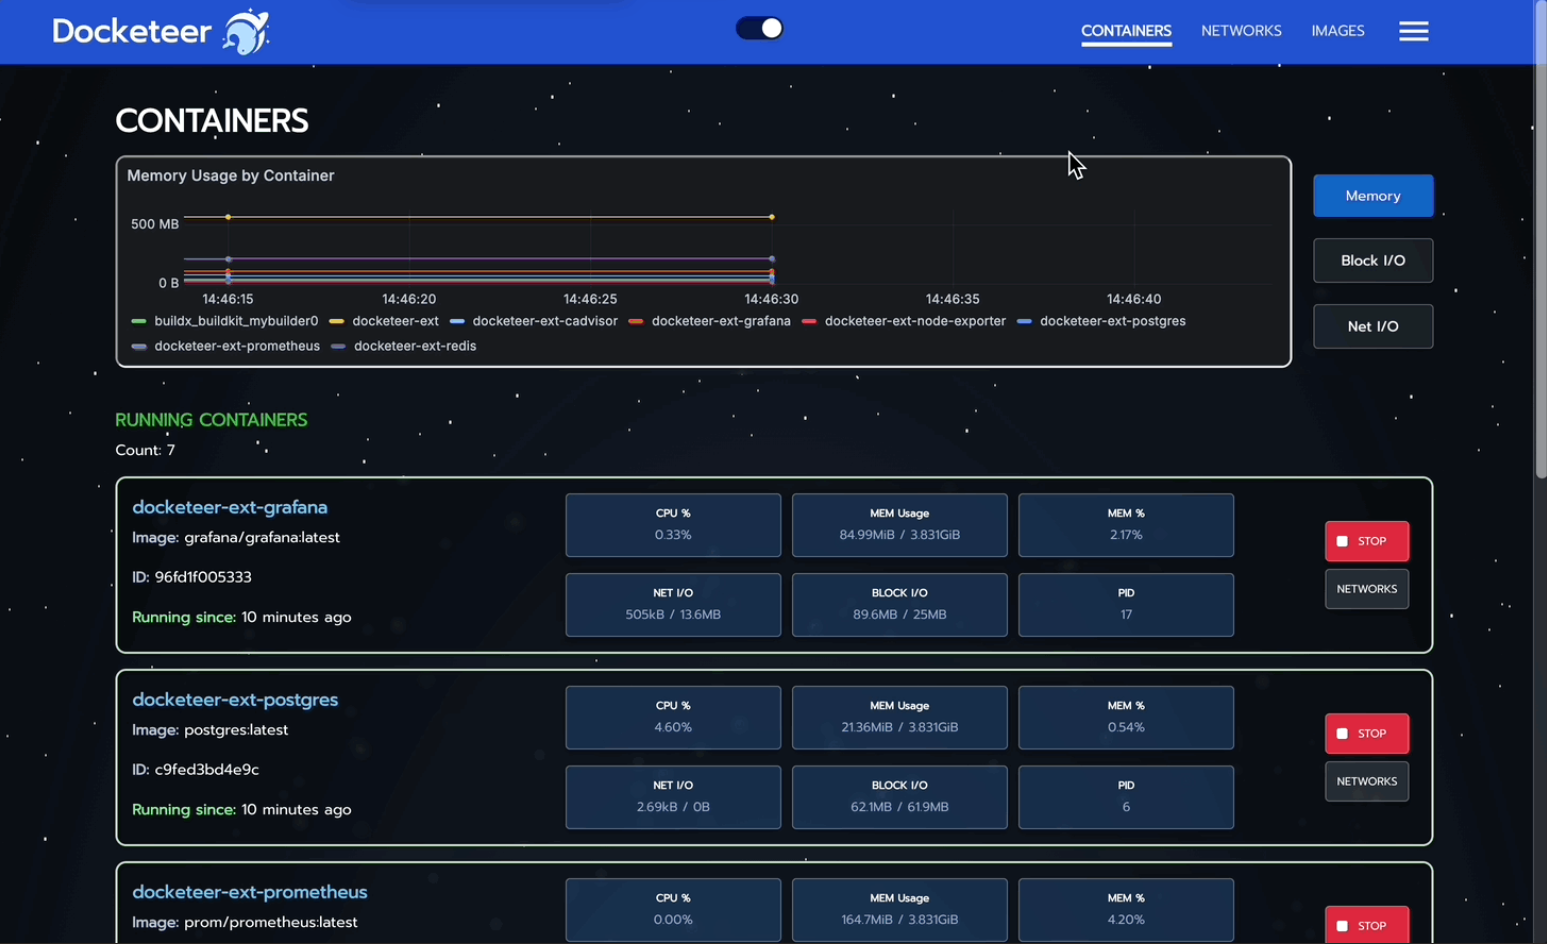 Docketeer
CONTAINERS NETWORKS IMAGES
CONTAINERS
Memory Usage by Container
500 MB
0 B
14:46:15 14:46:20 14:46:25 14:46:30 14:46:35 14:46:40
buildx_buildkit_mybuilder0 docketeer-ext docketeer-ext-cadvisor docketeer-ext-grafana docketeer-ext-node-exporter docketeer-ext-postgres
docketeer-ext-prometheus docketeer-ext-redis
Memory
Block I/O
Net I/O
RUNNING CONTAINERS
Count: 7
docketeer-ext-grafana
Image: grafana/grafana:latest
ID: 96fd1f005333
Running since: 10 minutes ago
CPU % MEM Usage MEM %
0.33% 84.99MiB / 3.831GiB 2.17%
NET I/O BLOCK I/O PID
505kB / 13.6MB 89.6MB / 25MB 17
STOP
NETWORKS
docketeer-ext-postgres
Image: postgres:latest
ID: c9fed3bd4e9c
Running since: 10 minutes ago
CPU % MEM Usage MEM %
4.60% 21.36MiB / 3.831GiB 0.54%
NET I/O BLOCK I/O PID
2.69kB / 0B 62.1MB / 61.9MB 6
STOP
NETWORKS
docketeer-ext-prometheus
Image: prom/prometheus:latest
CPU % MEM Usage MEM %
0.00% 164.7MiB / 3.831GiB 4.20%
STOP